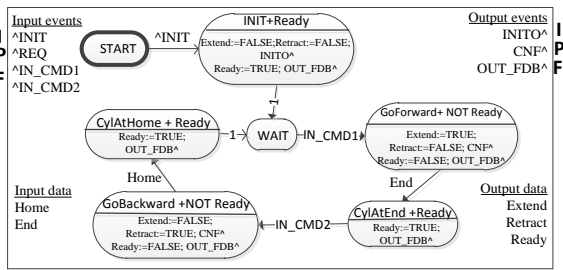 Input events
^INIT
^REQ
^IN_CMD1
^IN_CMD2
I
P
F
START
^INIT
INIT+Ready
Extend:=FALSE;Retract:=FALSE;
INITO^
Ready:=TRUE; OUT_FDB^
Output events
INITO^
CNF^
OUT_FDB^
I
P
F
1
CylAtHome + Ready
Ready:=TRUE;
OUT_FDB^
1
WAIT
IN_CMD1
GoForward+ NOT Ready
Extend:=TRUE;
Retract:=FALSE; CNF^
Ready:=FALSE; OUT_FDB^
Home
End
Input data
Home
End
GoBackward +NOT Ready
Extend:=FALSE;
Retract:=TRUE; CNF^
Ready:=FALSE; OUT_FDB^
IN_CMD2
CylAtEnd +Ready
Ready:=TRUE;
OUT_FDB^
Output data
Extend
Retract
Ready